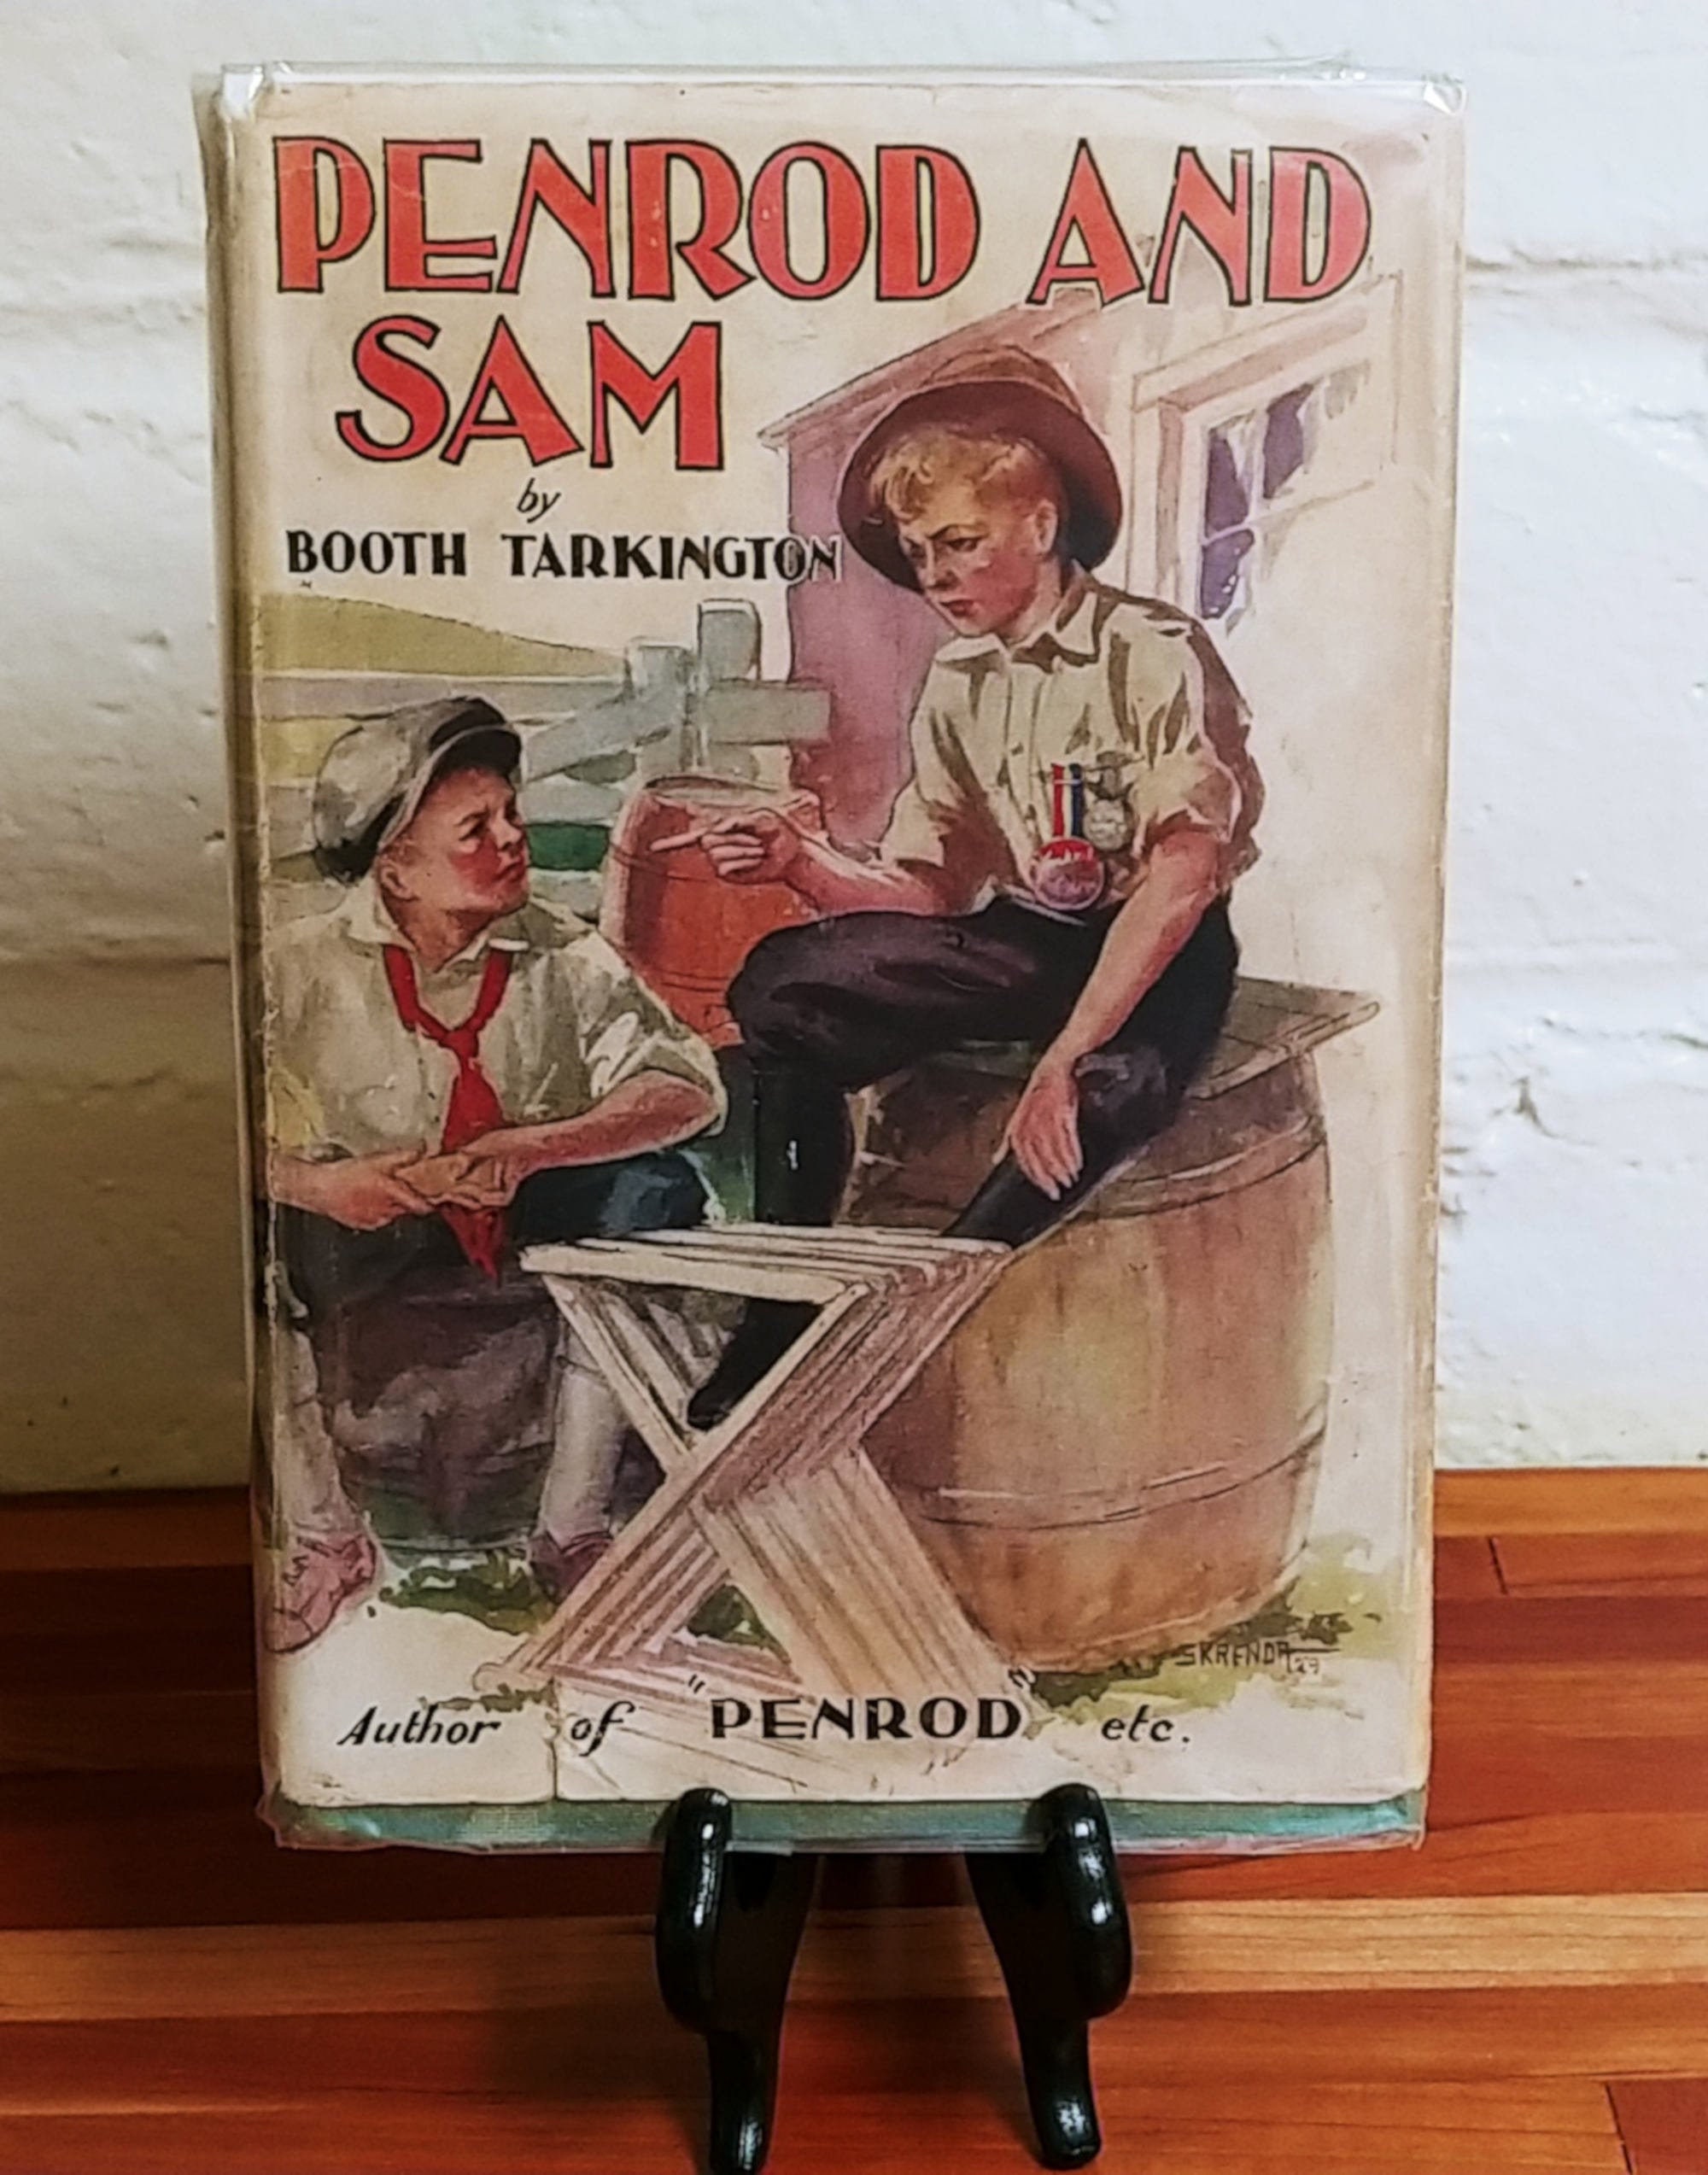 PENROD AND
SAM
by
BOOTH TARKINGTON
SKRENDA
'29
Author of "PENROD" etc.